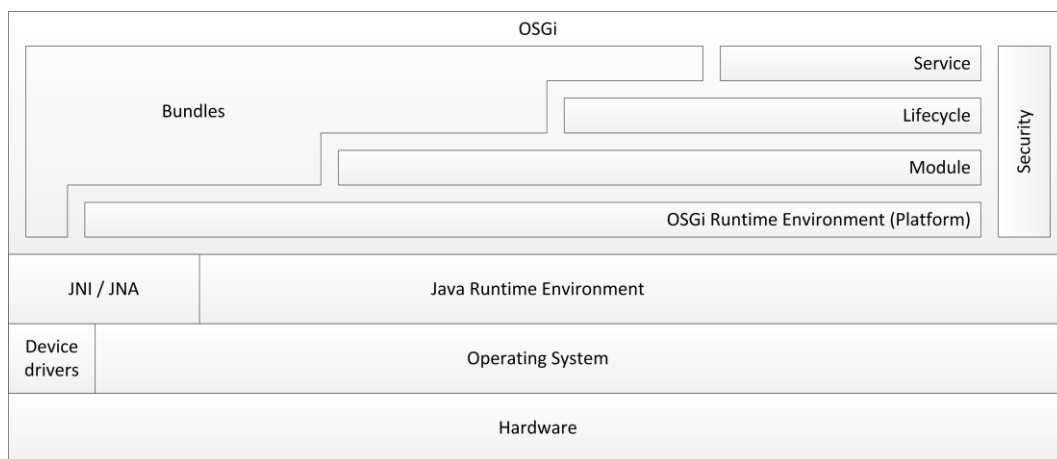 OSGi
Service
Bundles
Lifecycle
Security
Module
OSGi Runtime Environment (Platform)
JNI / JNA
Java Runtime Environment
Device
drivers
Operating System
Hardware